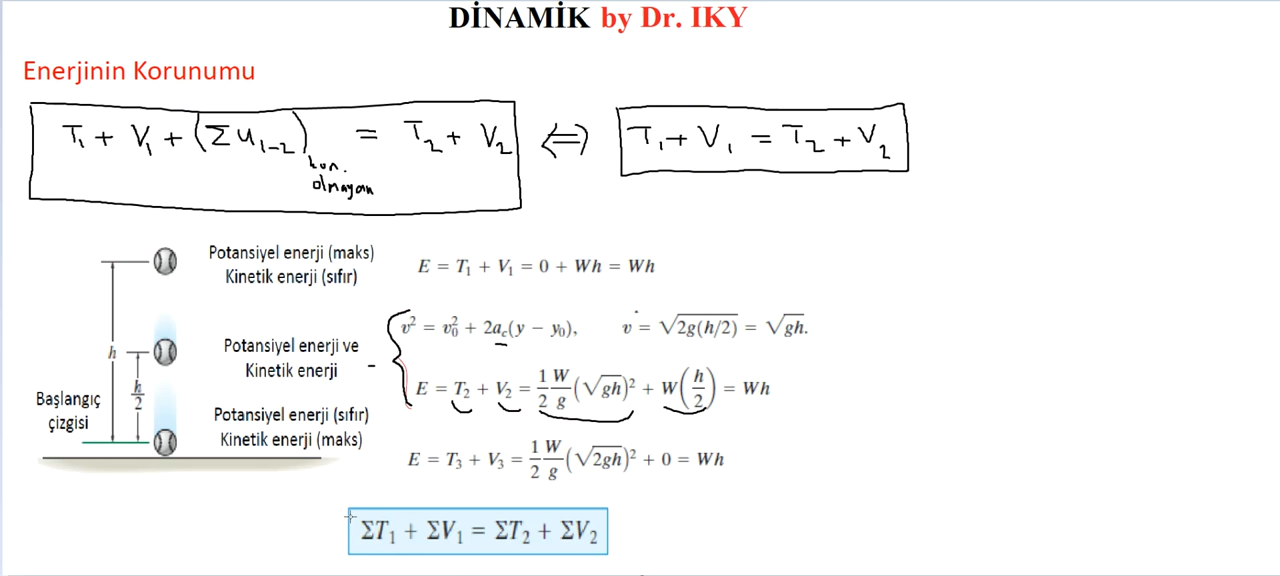 DİNAMİK by Dr. IKY
Enerjinin Korunumu
T₁ + V₁ + (ΣU₁₋₂) kon. olmayan = T₂ + V₂ ⇔ T₁ + V₁ = T₂ + V₂
Potansiyel enerji (maks)
Kinetik enerji (sıfır)
E = T₁ + V₁ = 0 + Wh = Wh
v² = v₀² + 2a_c(y − y₀), v = √(2g(h/2)) = √(gh).
h
Potansiyel enerji ve
Kinetik enerji
E = T₂ + V₂ = 1/2 W/g (√(gh))² + W(h/2) = Wh
h/2
Başlangıç
çizgisi
Potansiyel enerji (sıfır)
Kinetik enerji (maks)
E = T₃ + V₃ = 1/2 W/g (√(2gh))² + 0 = Wh
ΣT₁ + ΣV₁ = ΣT₂ + ΣV₂